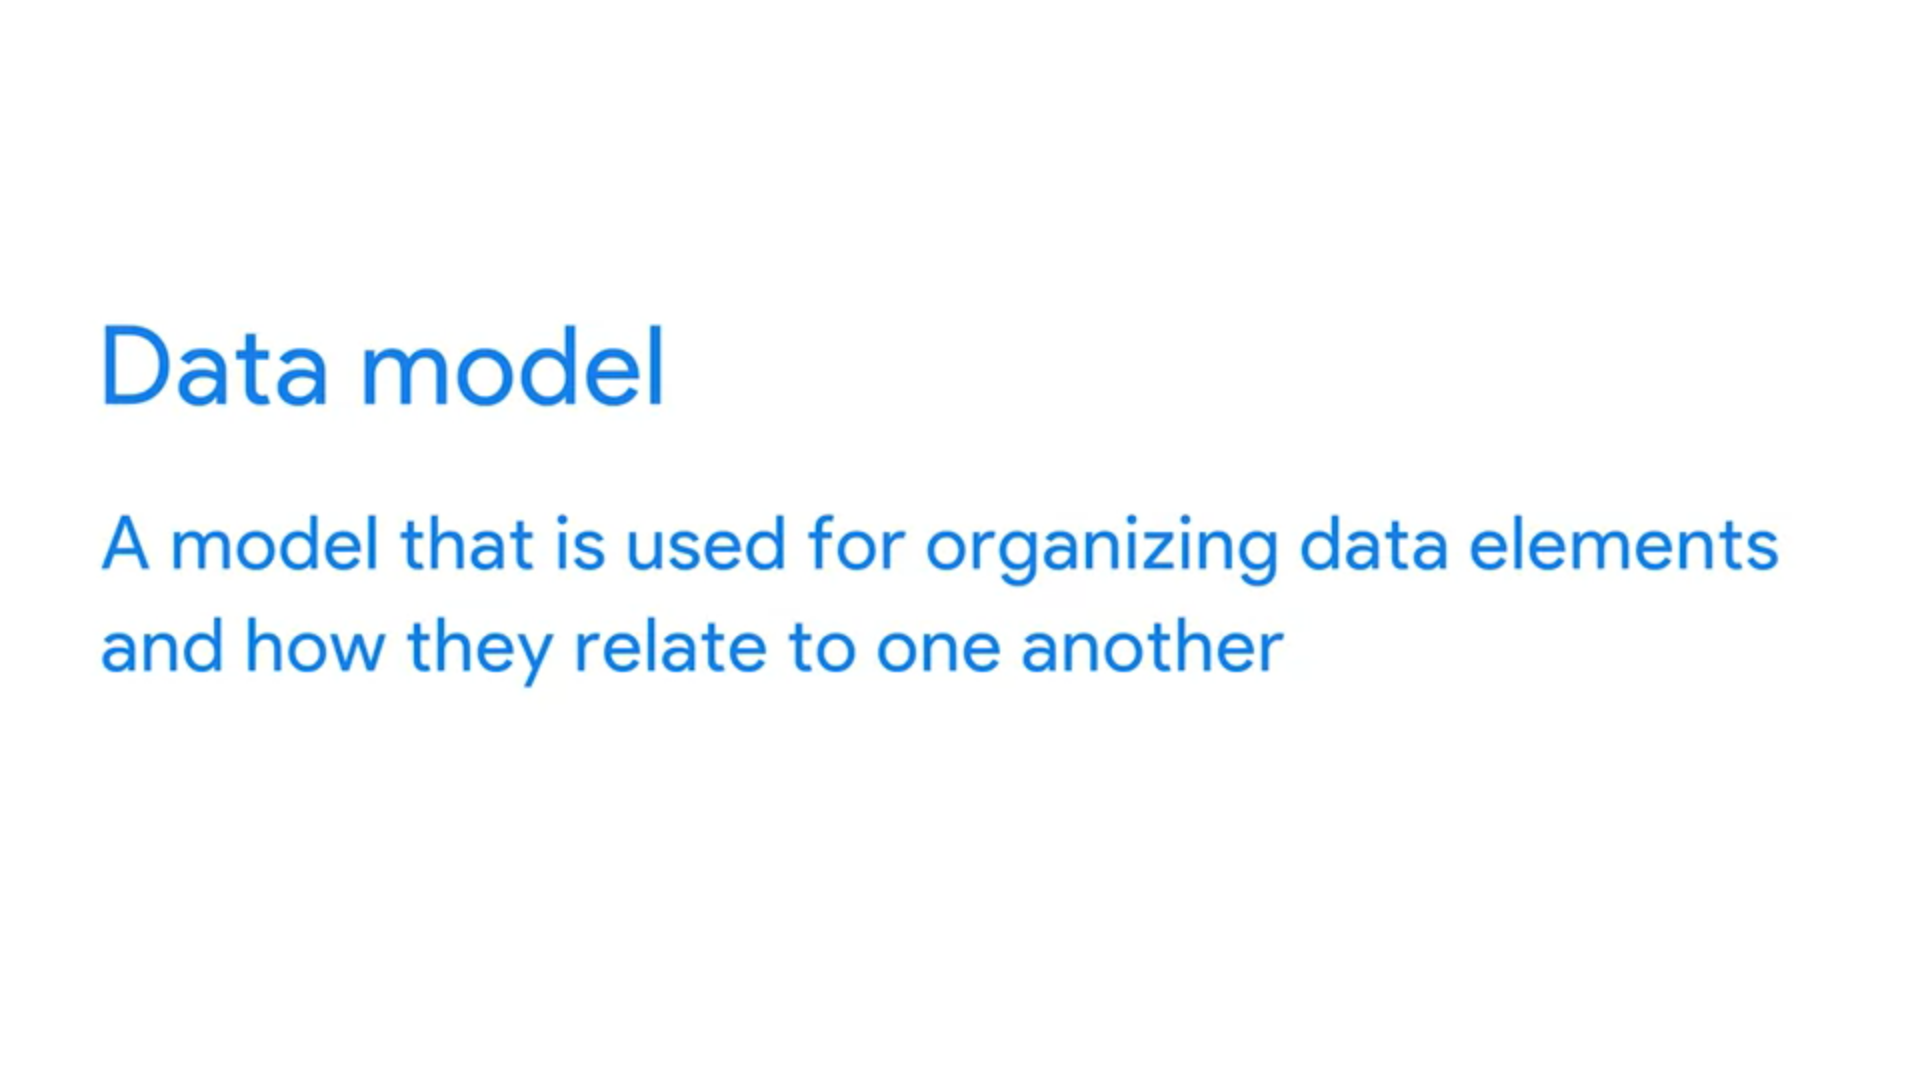 Data model
A model that is used for organizing data elements
and how they relate to one another